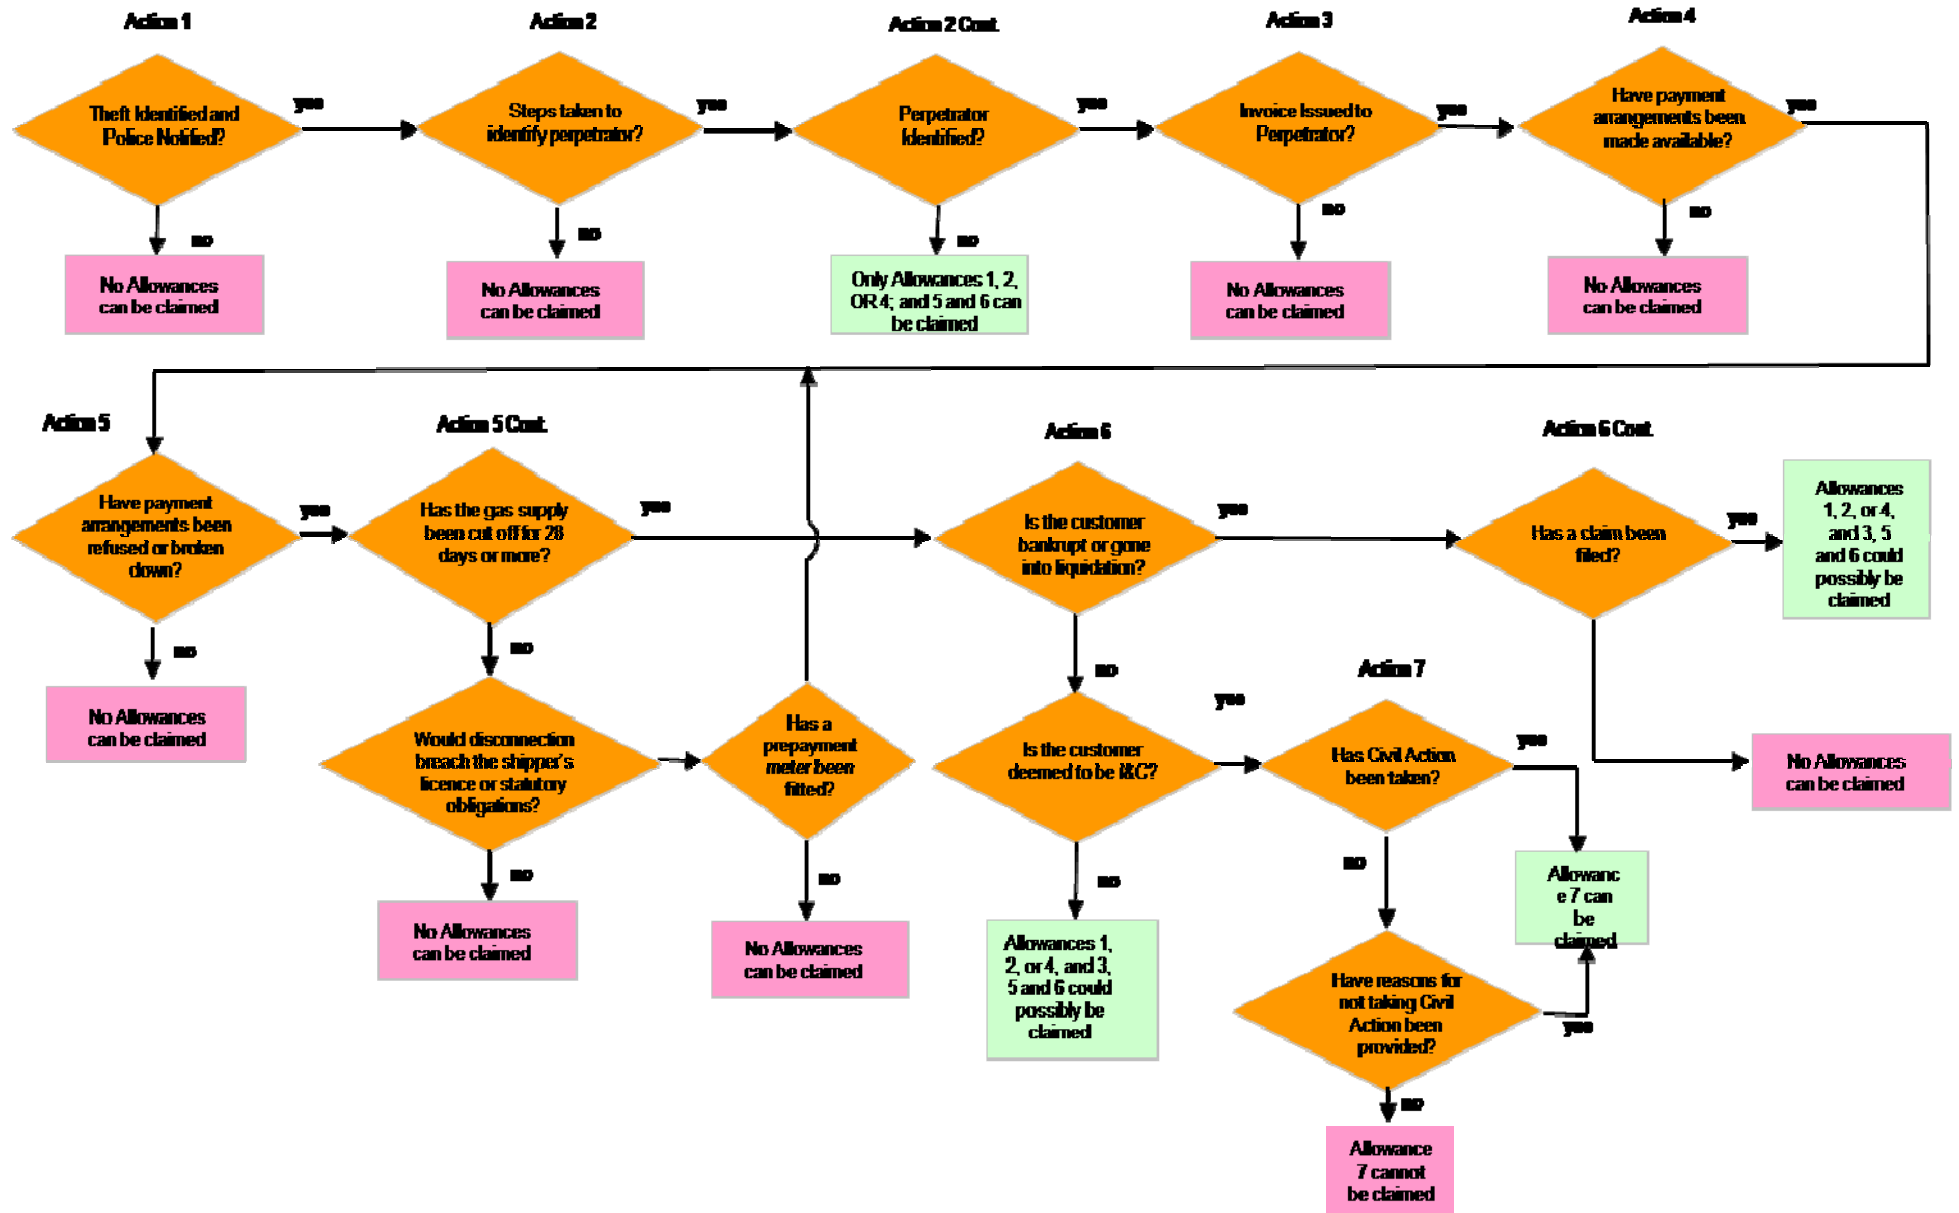 Action 1
Action 2
Action 2 Cont.
Action 3
Action 4
Theft Identified and
Police Notified?
yes
Steps taken to
identify perpetrator?
yes
Perpetrator
Identified?
yes
Invoice Issued to
Perpetrator?
yes
Have payment
arrangements been
made available?
yes
no
no
no
no
no
No Allowances
can be claimed
No Allowances
can be claimed
Only Allowances 1, 2,
OR 4; and 5 and 6 can
be claimed
No Allowances
can be claimed
No Allowances
can be claimed
Action 5
Action 5 Cont.
Action 6
Action 6 Cont.
Have payment
arrangements been
refused or broken
down?
yes
Has the gas supply
been cut off for 28
days or more?
yes
Is the customer
bankrupt or gone
into liquidation?
yes
Has a claim been
filed?
yes
Allowances
1, 2, or 4,
and 3, 5
and 6 could
possibly be
claimed
no
no
no
No Allowances
can be claimed
Would disconnection
breach the shipper's
licence or statutory
obligations?
Has a
prepayment
meter been
fitted?
Is the customer
deemed to be I&C?
yes
Action 7
Has Civil Action
been taken?
yes
No Allowances
can be claimed
no
no
no
no
No Allowances
can be claimed
No Allowances
can be claimed
Allowances 1,
2, or 4, and 3,
5 and 6 could
possibly be
claimed
Allowanc
e 7 can
be
claimed
Have reasons for
not taking Civil
Action been
provided?
yes
no
Allowance
7 cannot
be claimed